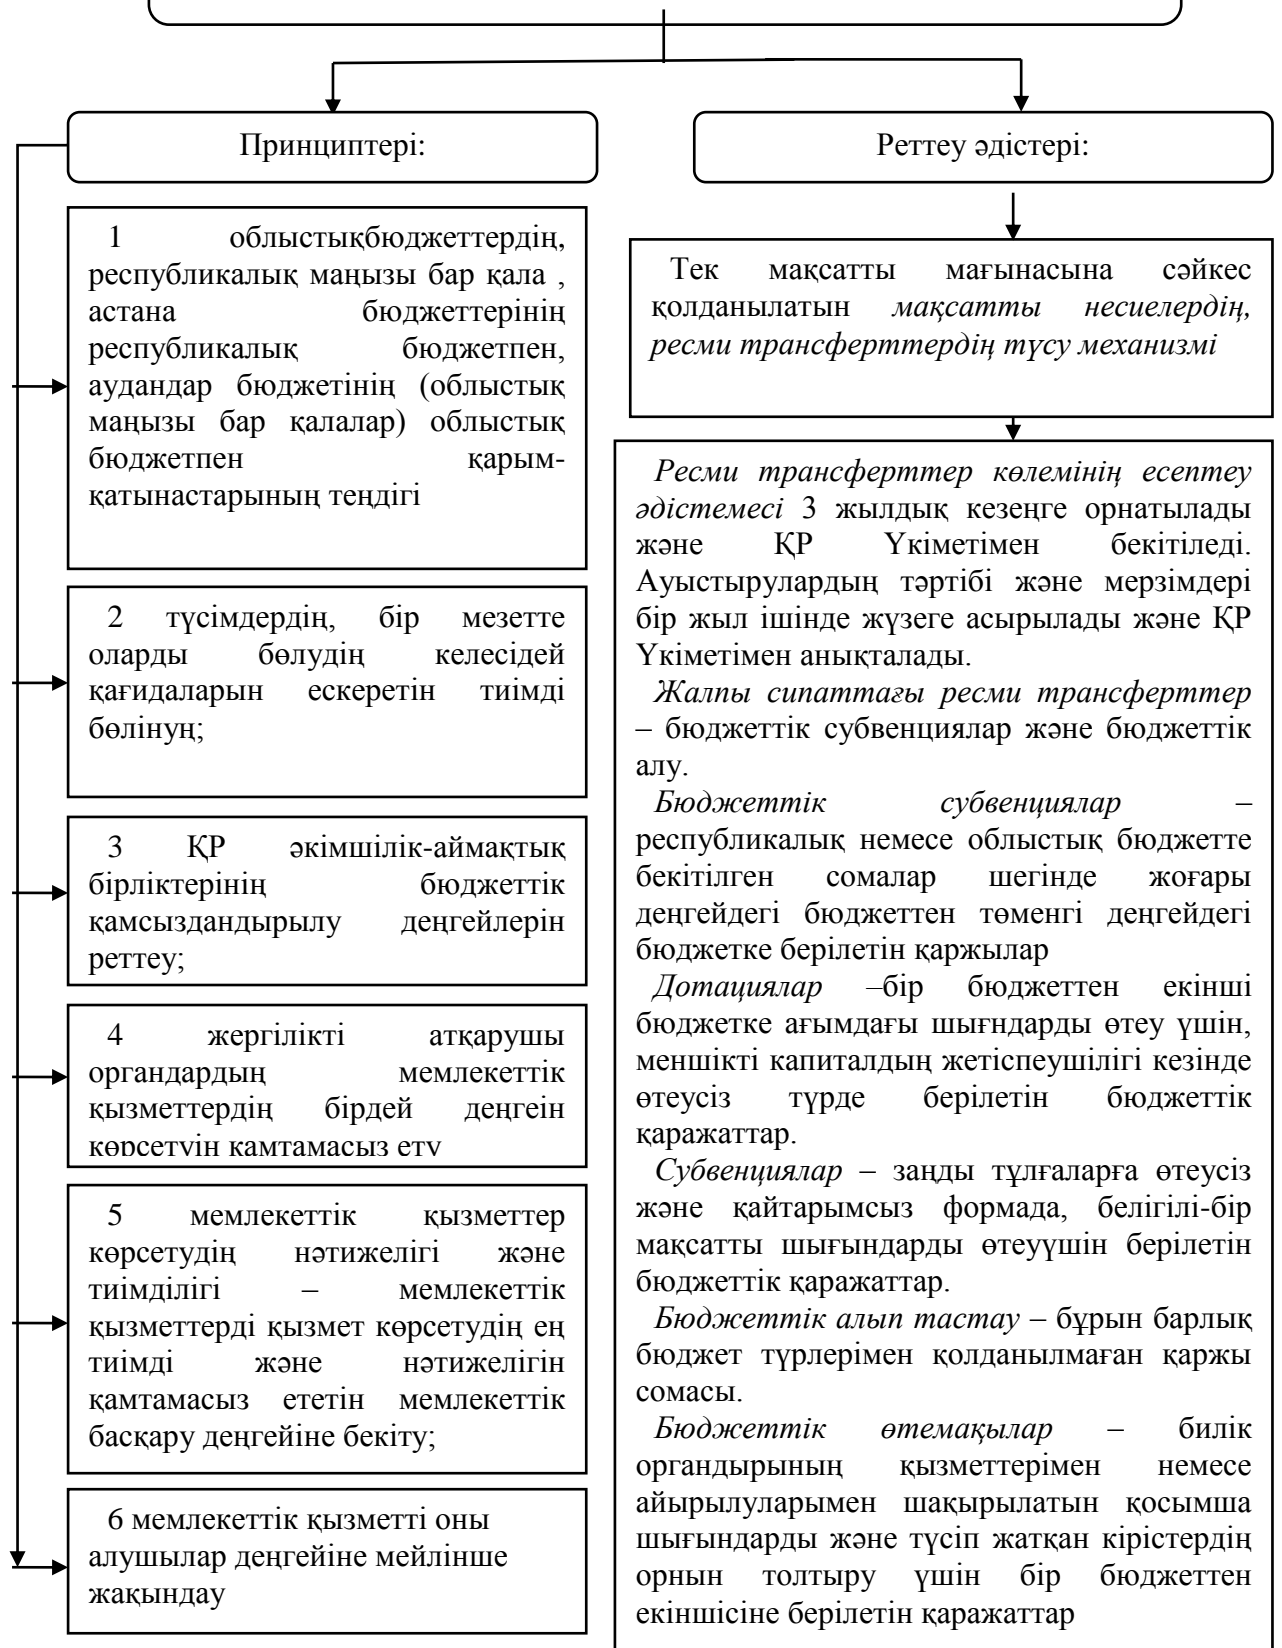 Принциптері:
1 облыстықбюджеттердің,
республикалық маңызы бар қала ,
астана бюджеттерінің
республикалық бюджетпен,
аудандар бюджетінің (облыстық
маңызы бар қалалар) облыстық
бюджетпен қарым-
қатынастарының теңдігі
2 түсімдердің, бір мезетте
оларды бөлудің келесідей
қағидаларын ескеретін тиімді
бөлінуң;
3 ҚР әкімшілік-аймақтық
бірліктерінің бюджеттік
қамсыздандырылу деңгейлерін
реттеу;
4 жергілікті атқарушы
органдардың мемлекеттік
қызметтердің бірдей деңгеін
көрсетуін қамтамасыз ету
5 мемлекеттік қызметтер
көрсетудің нәтижелігі және
тиімділігі – мемлекеттік
қызметтерді қызмет көрсетудің ең
тиімді және нәтижелігін
қамтамасыз ететін мемлекеттік
басқару деңгейіне бекіту;
6 мемлекеттік қызметті оны
алушылар деңгейіне мейлінше
жақындау
Реттеу әдістері:
Тек мақсатты мағынасына сәйкес
қолданылатын мақсатты несиелердің,
ресми трансферттердің түсу механизмі
Ресми трансферттер көлемінің есептеу
әдістемесі 3 жылдық кезеңге орнатылады
және ҚР Үкіметімен бекітіледі.
Ауыстырулардың тәртібі және мерзімдері
бір жыл ішінде жүзеге асырылады және ҚР
Үкіметімен анықталады.
Жалпы сипаттағы ресми трансферттер
– бюджеттік субвенциялар және бюджеттік
алу.
Бюджеттік субвенциялар –
республикалық немесе облыстық бюджетте
бекітілген сомалар шегінде жоғары
деңгейдегі бюджеттен төменгі деңгейдегі
бюджетке берілетін қаржылар
Дотациялар –бір бюджеттен екінші
бюджетке ағымдағы шығндарды өтеу үшін,
меншікті капиталдың жетіспеушілігі кезінде
өтеусіз түрде берілетін бюджеттік
қаражаттар.
Субвенциялар – заңды тұлғаларға өтеусіз
және қайтарымсыз формада, белігілі-бір
мақсатты шығындарды өтеуүшін берілетін
бюджеттік қаражаттар.
Бюджеттік алып тастау – бұрын барлық
бюджет түрлерімен қолданылмаған қаржы
сомасы.
Бюджеттік өтемақылар – билік
органдырының қызметтерімен немесе
айырылуларымен шақырылатын қосымша
шығындарды және түсіп жатқан кірістердің
орнын толтыру үшін бір бюджеттен
екіншісіне берілетін қаражаттар